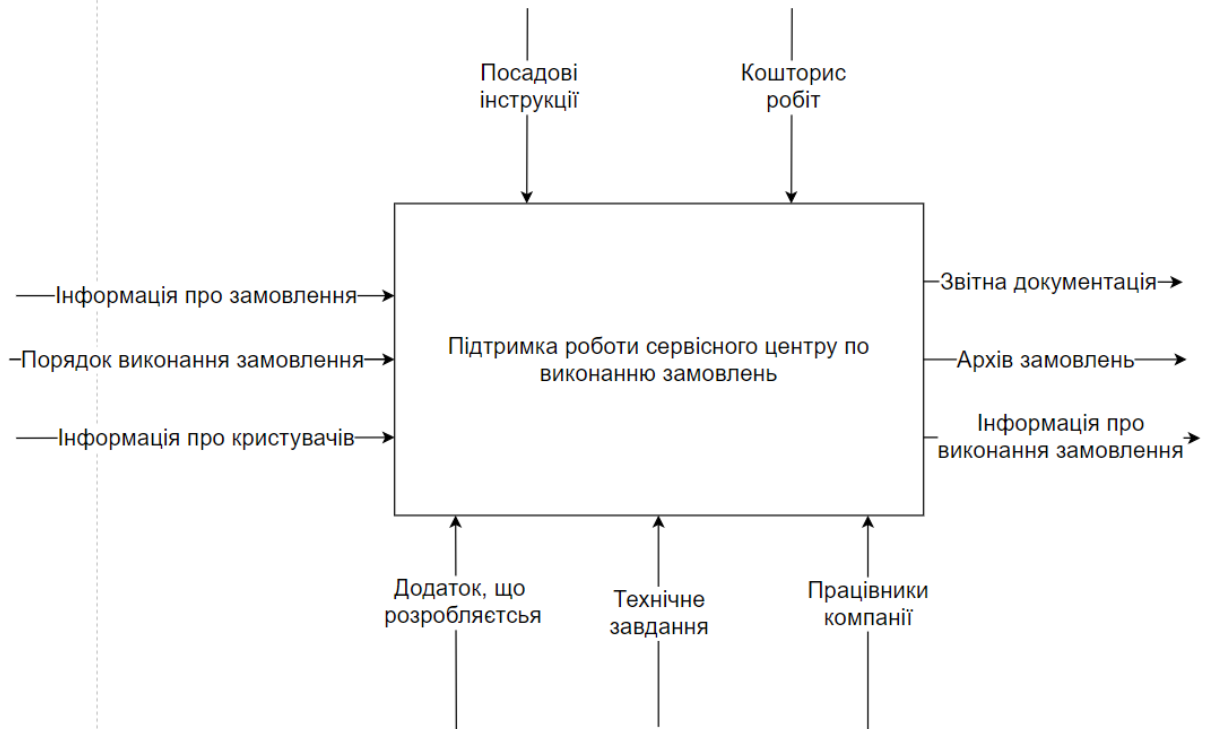 Посадові
інструкції
Кошторис
робіт
Інформація про замовлення
Порядок виконання замовлення
Інформація про кристувачів
Підтримка роботи сервісного центру по
виконанню замовлень
Звітна документація
Архів замовлень
Інформація про
виконання замовлення
Додаток, що
розробляєтсья
Технічне
завдання
Працівники
компанії